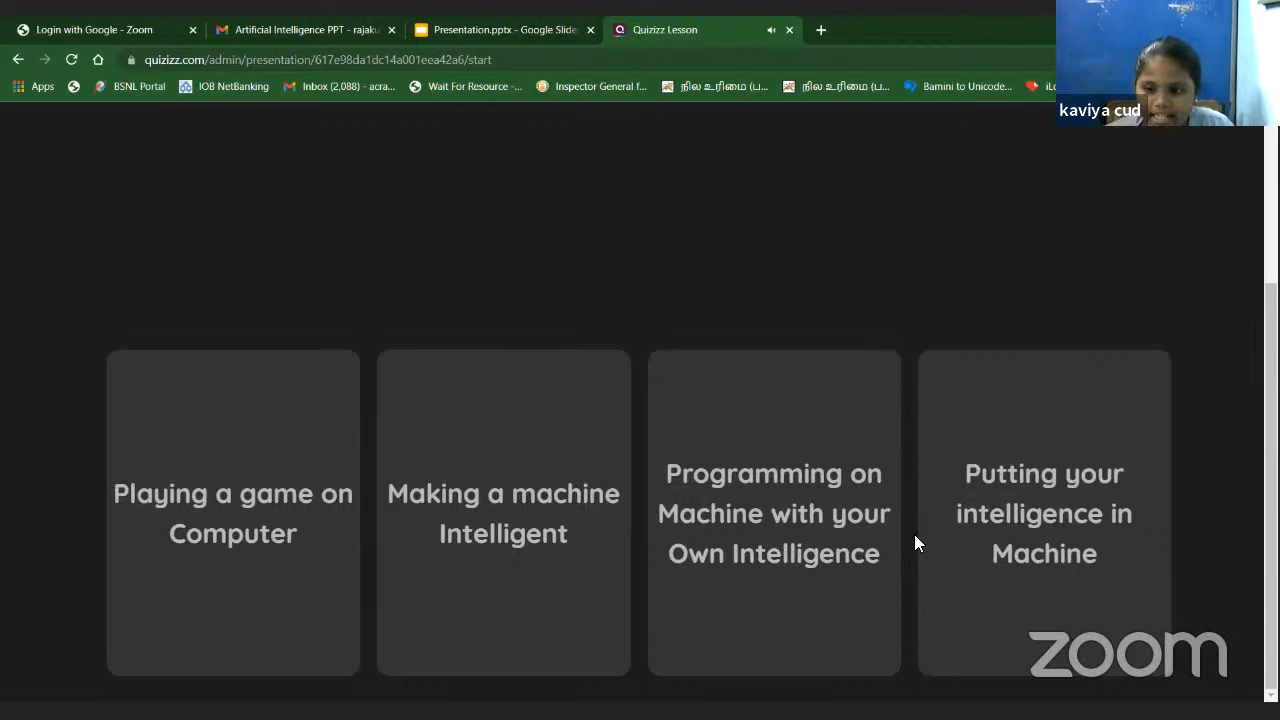 Login with Google - Zoom
Artificial Intelligence PPT - rajaku
Presentation.pptx - Google Slide
Quizizz Lesson
quizizz.com/admin/presentation/617e98da1dc14a001eea42a6/start
Apps
BSNL Portal
IOB NetBanking
Inbox (2,088) - acra...
Wait For Resource -...
Inspector General f...
நில உரிமை (ப...
நில உரிமை (ப...
Bamini to Unicode...
iLo
kaviya cud
Playing a game on
Computer
Making a machine
Intelligent
Programming on
Machine with your
Own Intelligence
Putting your
intelligence in
Machine
zoom